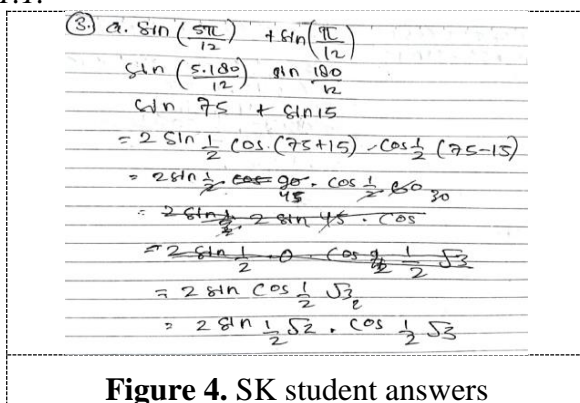 1.1.
③ a. Sin (5π/12) + sin (π/12)
Sin (5.180/12) sin 180/12
Sin 75 + Sin 15
= 2 Sin 1/2 cos. (75+15) . cos 1/2 (75-15)
= 2 sin 1/2 cos 90 45 . cos 1/2 60 30
= 2 sin 1/2 . 2 sin 45 . cos
= 2 sin 1/2 . 0 cos 1/2 √3
= 2 sin cos 1/2 √3
= 2 sin 1/2 √2 . cos 1/2 √3
Figure 4. SK student answers